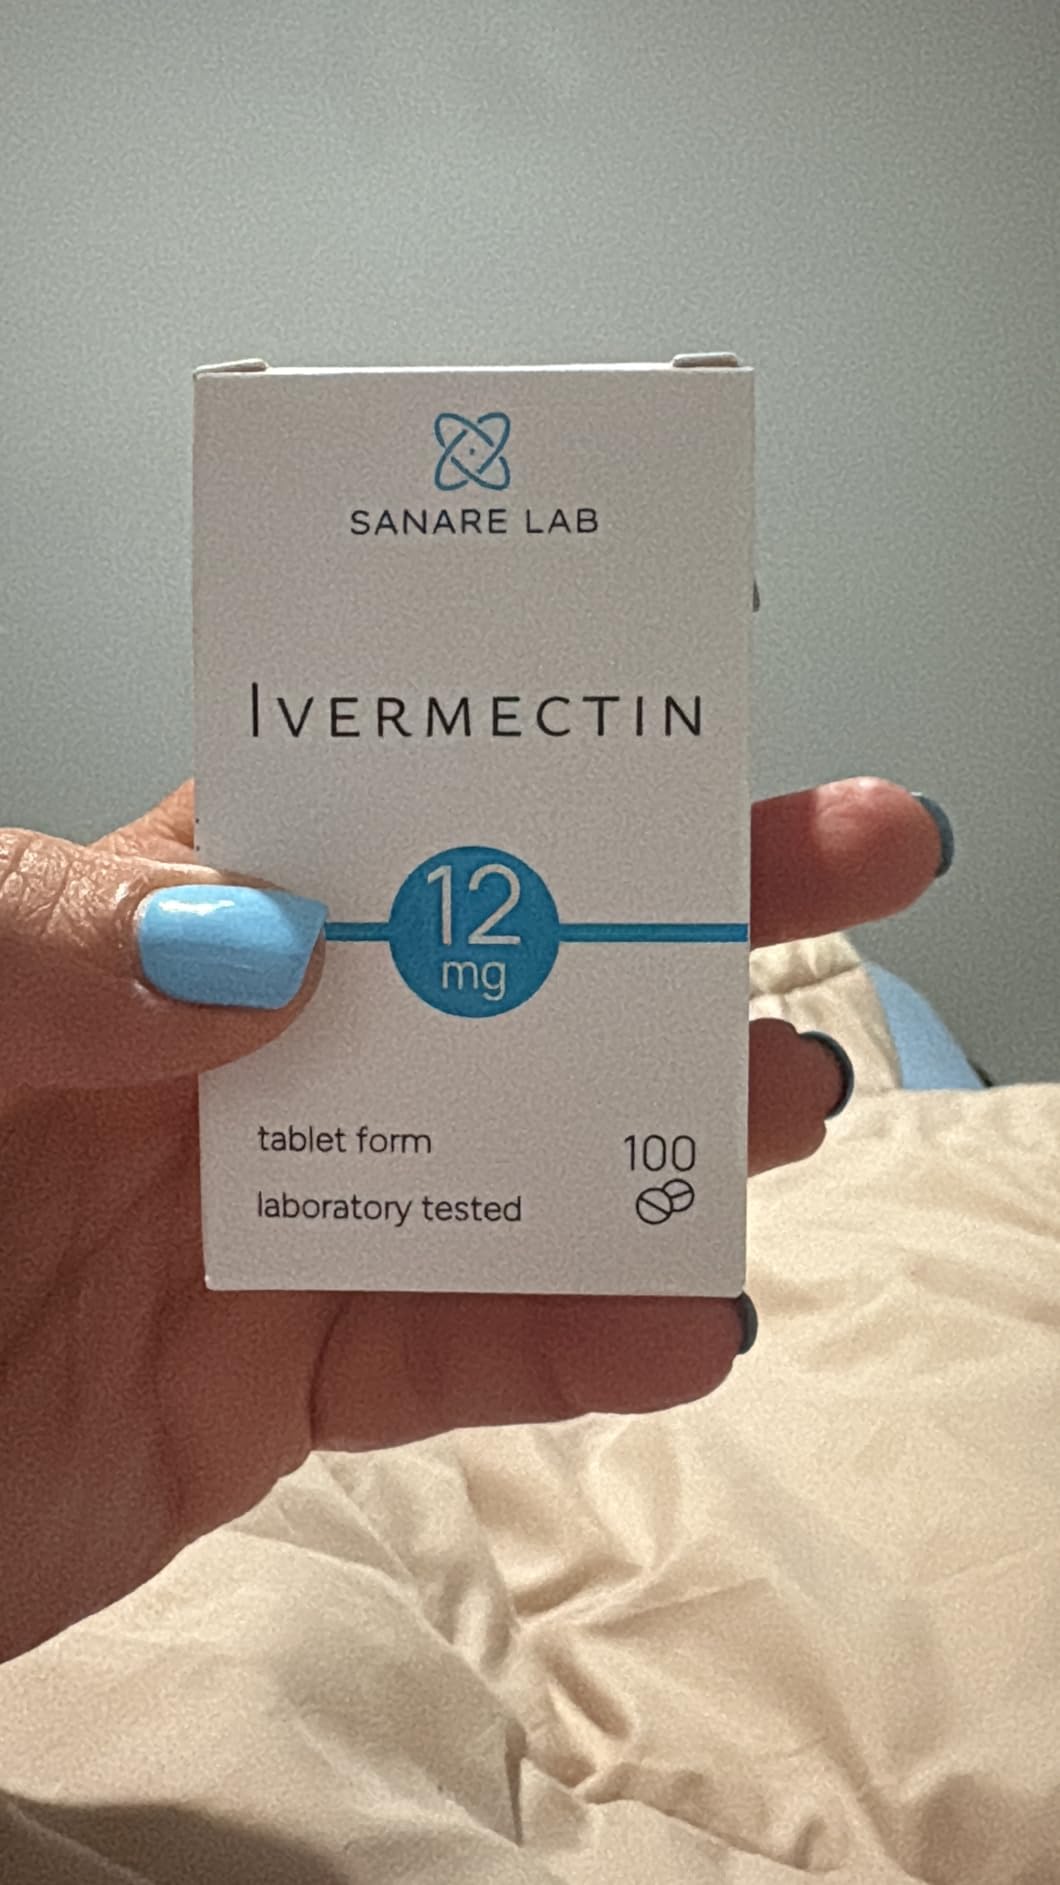 SANARE LAB
IVERMECTIN
12
mg
tablet form
100
laboratory tested